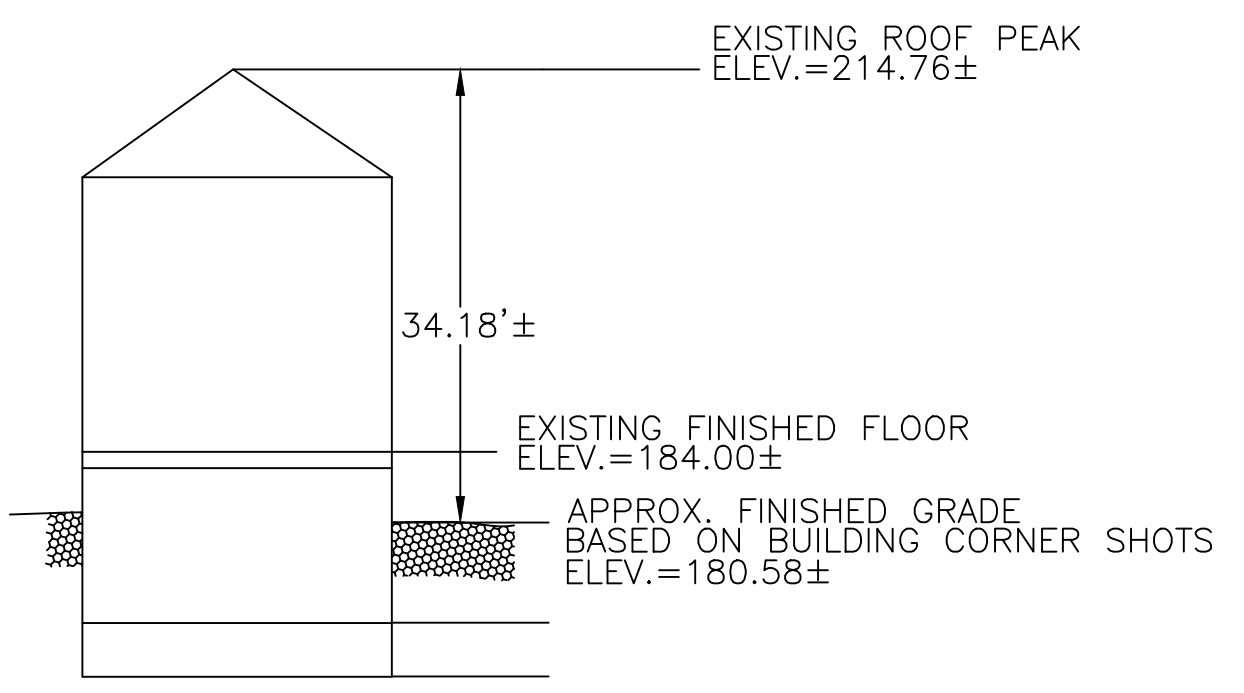 EXISTING ROOF PEAK
ELEV.=214.76±
34.18'±
EXISTING FINISHED FLOOR
ELEV.=184.00±
APPROX. FINISHED GRADE
BASED ON BUILDING CORNER SHOTS
ELEV.=180.58±